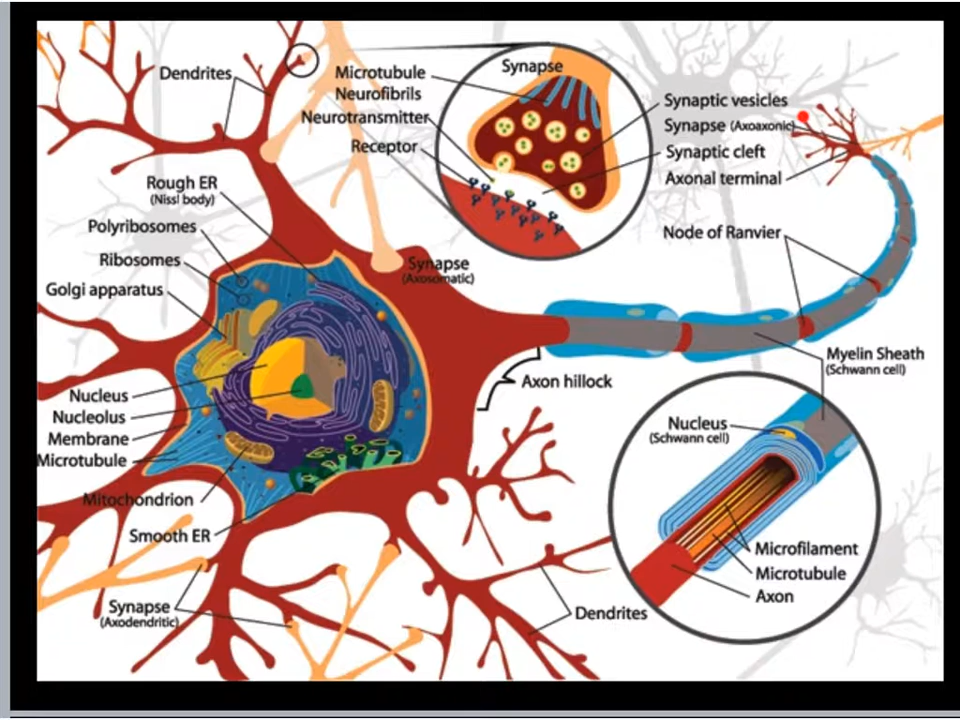 Dendrites
Microtubule
Neurofibrils
Neurotransmitter
Receptor
Synapse
Synaptic vesicles
Synapse (Axoaxonic)
Synaptic cleft
Axonal terminal
Rough ER
(Nissl body)
Polyribosomes
Ribosomes
Golgi apparatus
Synapse
(Axosomatic)
Node of Ranvier
Myelin Sheath
(Schwann cell)
Axon hillock
Nucleus
Nucleolus
Membrane
Microtubule
Mitochondrion
Smooth ER
Synapse
(Axodendritic)
Dendrites
Nucleus
(Schwann cell)
Microfilament
Microtubule
Axon